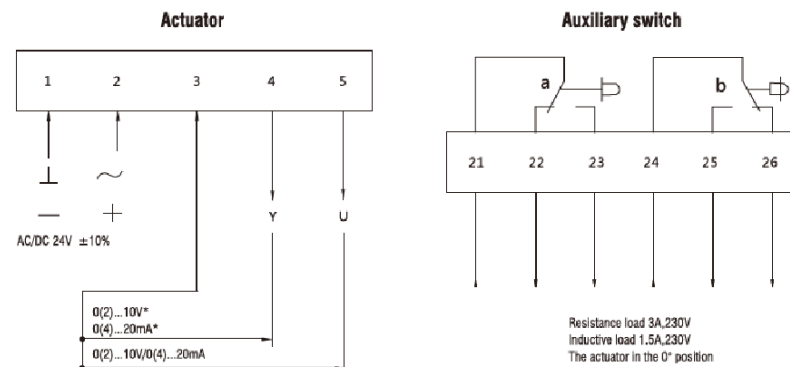 Actuator
1 2 3 4 5
⊥ ~
— +
Y U
AC/DC 24V ±10%
0(2)...10V*
0(4)...20mA*
0(2)...10V/0(4)...20mA
Auxiliary switch
a b
21 22 23 24 25 26
Resistance load 3A,230V
Inductive load 1.5A,230V
The actuator in the 0° position